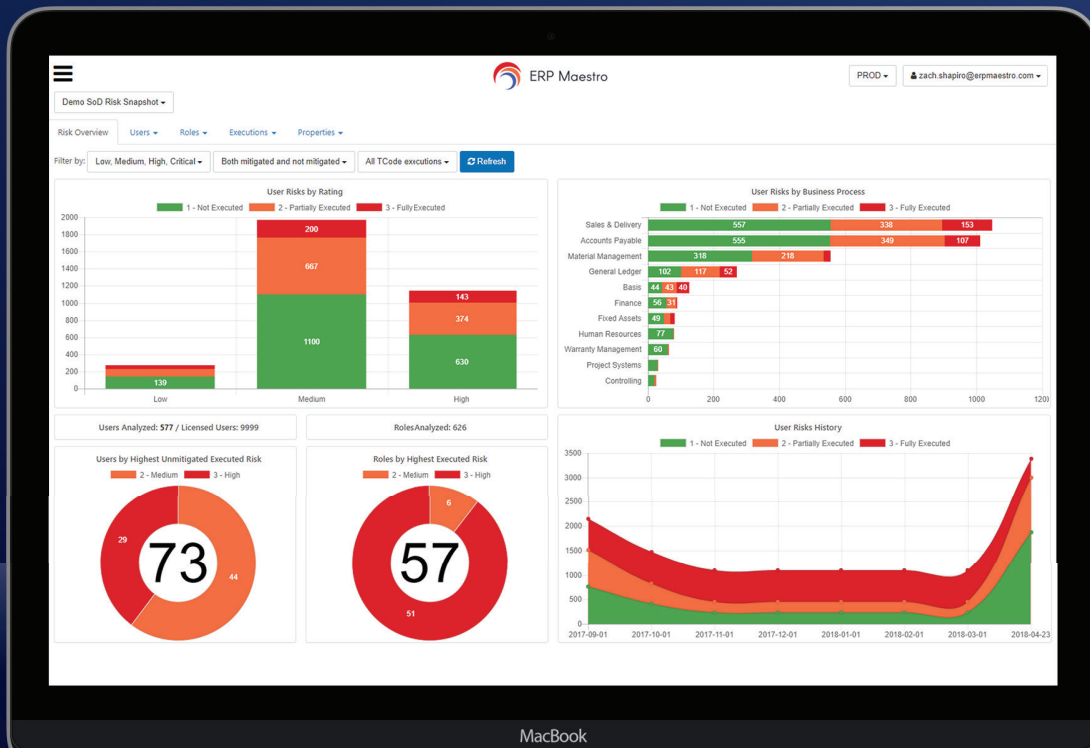 ERP Maestro
PROD
zach.shapiro@erpmaestro.com
Demo SoD Risk Snapshot
Risk Overview Users Roles Executions Properties
Filter by: Low, Medium, High, Critical Both mitigated and not mitigated All TCode executions Refresh
User Risks by Rating
1 - Not Executed 2 - Partially Executed 3 - FullyExecuted
2000
1800
1600
1400
1200
1000
800
600
400
200
0
139
200
667
1100
143
374
630
Low Medium High
User Risks by Business Process
1 - Not Executed 2 - Partially Executed 3 - Fully Executed
Sales & Delivery 557 338 153
Accounts Payable 555 349 107
Material Management 318 218
General Ledger 102 117 52
Basis 44 43 40
Finance 56 31
Fixed Assets 49
Human Resources 77
Warranty Management 60
Project Systems
Controlling
0 200 400 600 800 1000 1200
Users Analyzed: 577 / Licensed Users: 9999
RolesAnalyzed: 626
Users by Highest Unmitigated Executed Risk
2 - Medium 3 - High
29
73
44
Roles by Highest Executed Risk
2 - Medium 3 - High
6
57
51
User Risks History
1 - Not Executed 2 - Partially Executed 3 - Fully Executed
3500
3000
2500
2000
1500
1000
500
0
2017-09-01 2017-10-01 2017-11-01 2017-12-01 2018-01-01 2018-02-01 2018-03-01 2018-04-23
MacBook